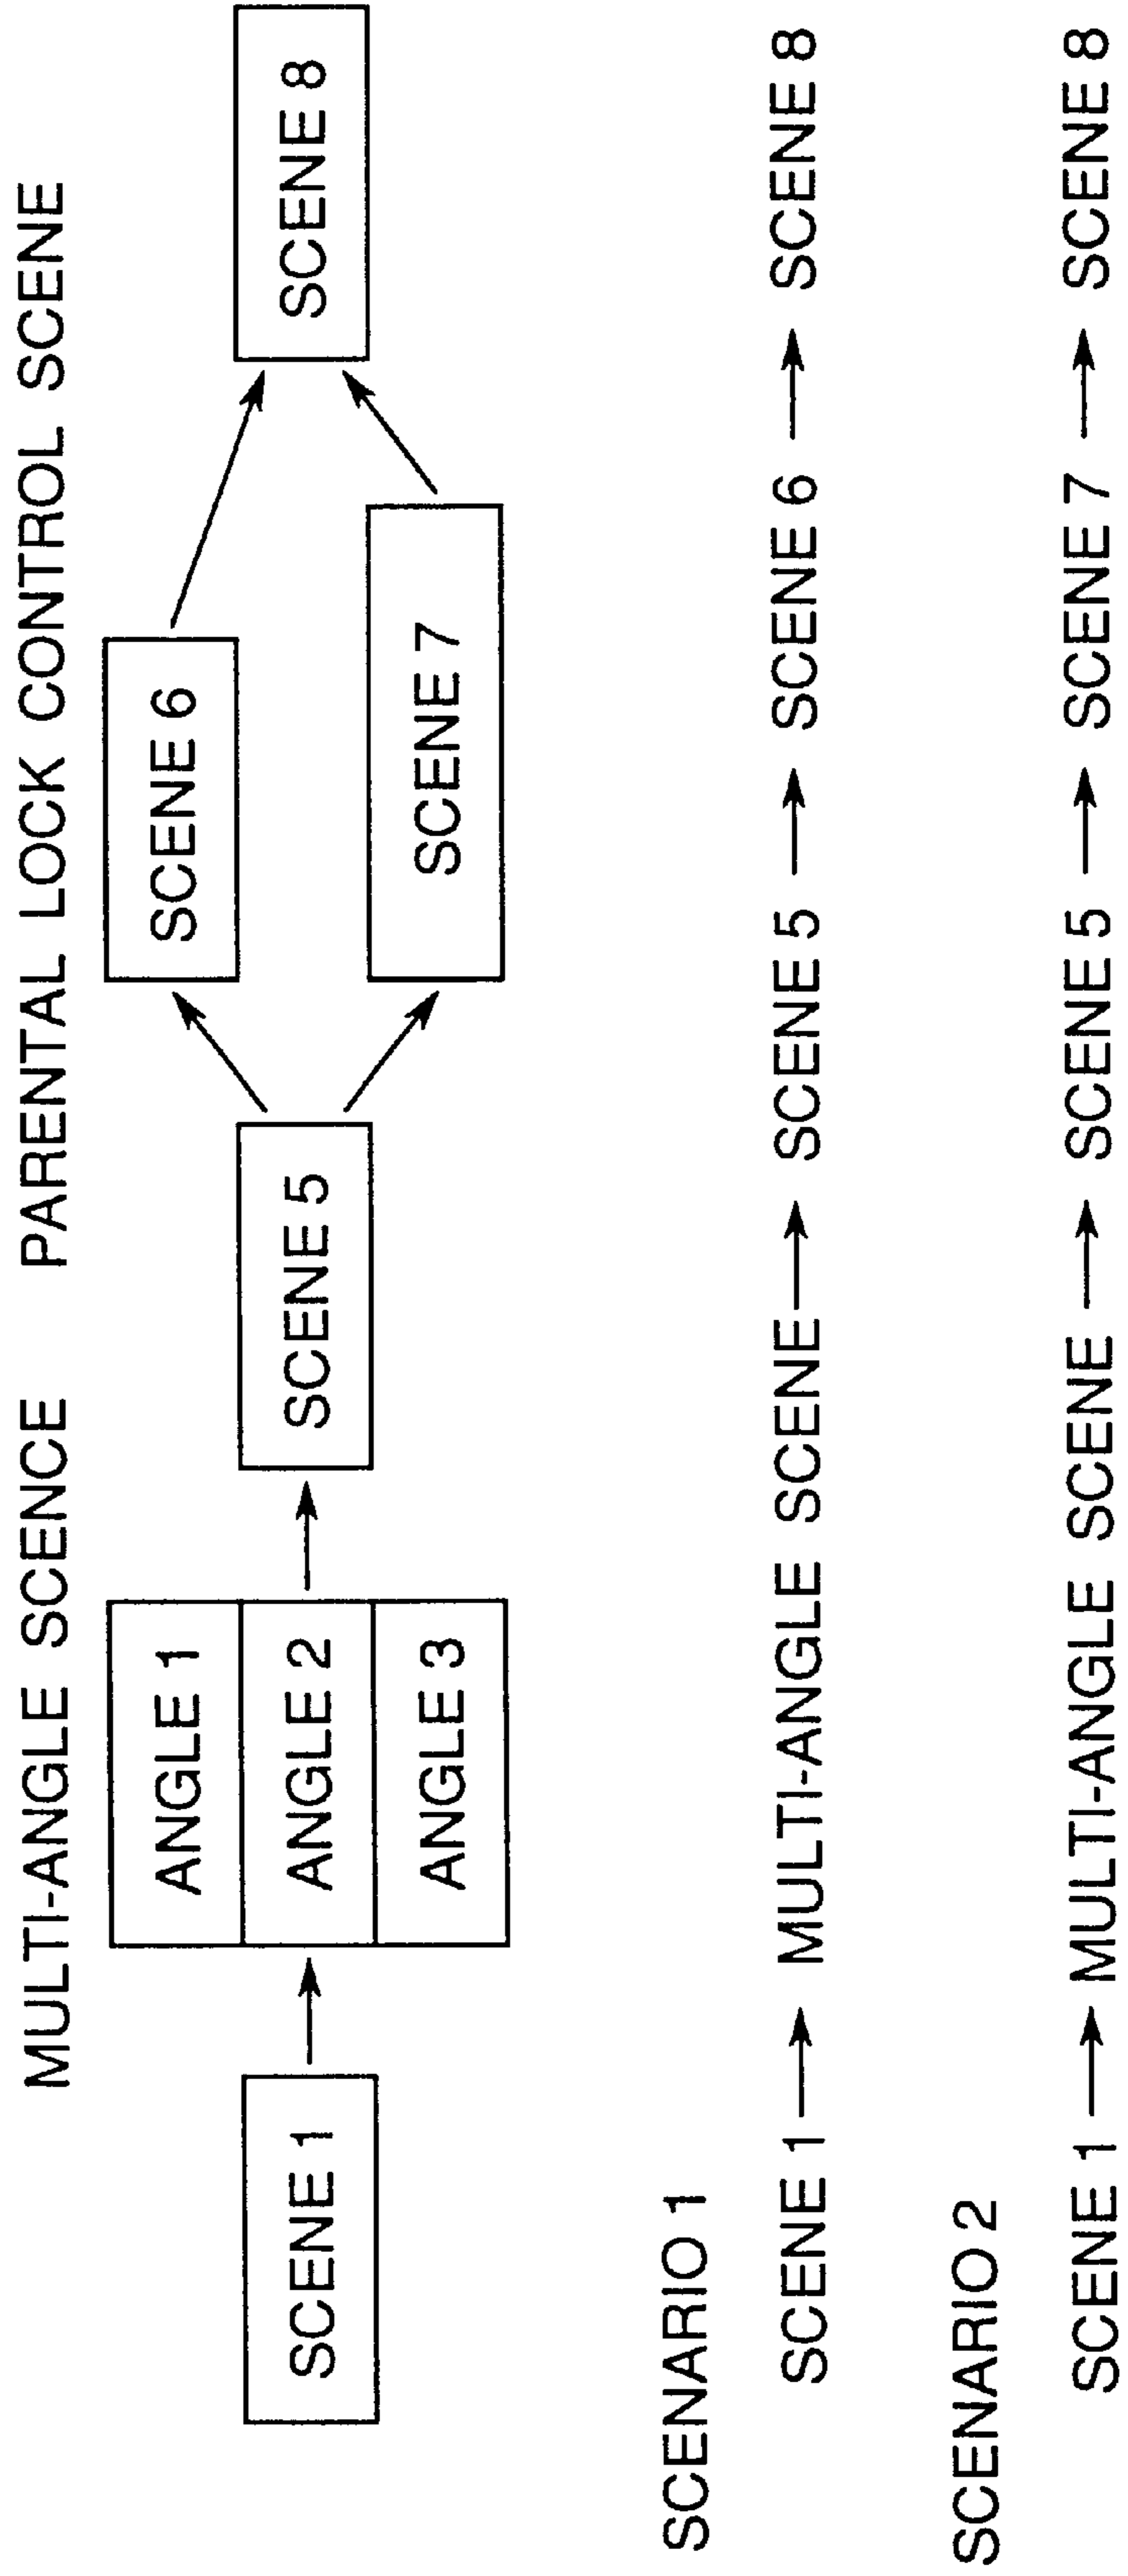 MULTI-ANGLE SCENCE
PARENTAL LOCK CONTROL SCENE
SCENE 1
ANGLE 1
ANGLE 2
ANGLE 3
SCENE 5
SCENE 6
SCENE 7
SCENE 8
SCENARIO 1
SCENE 1 → MULTI-ANGLE SCENE → SCENE 5 → SCENE 6 → SCENE 8
SCENARIO 2
SCENE 1 → MULTI-ANGLE SCENE → SCENE 5 → SCENE 7 → SCENE 8